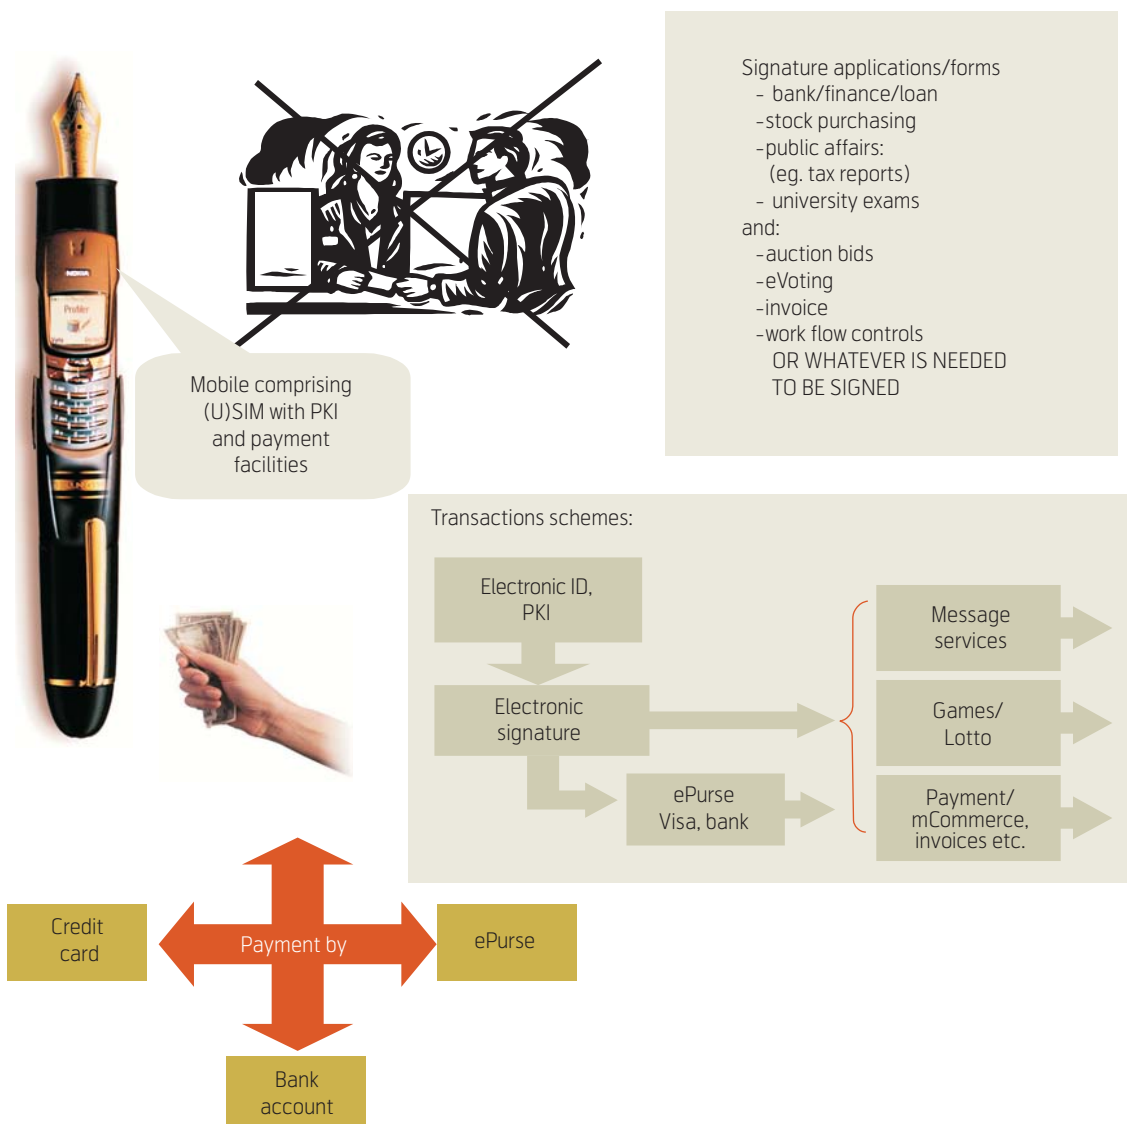 Signature applications/forms
- bank/finance/loan
-stock purchasing
-public affairs:
(eg. tax reports)
- university exams
and:
-auction bids
-eVoting
-invoice
-work flow controls
OR WHATEVER IS NEEDED
TO BE SIGNED
NOKIA
Profiler
Mobile comprising
(U)SIM with PKI
and payment
facilities
Transactions schemes:
Electronic ID,
PKI
Electronic
signature
ePurse
Visa, bank
Message
services
Games/
Lotto
Payment/
mCommerce,
invoices etc.
Credit
card
Payment by
ePurse
Bank
account